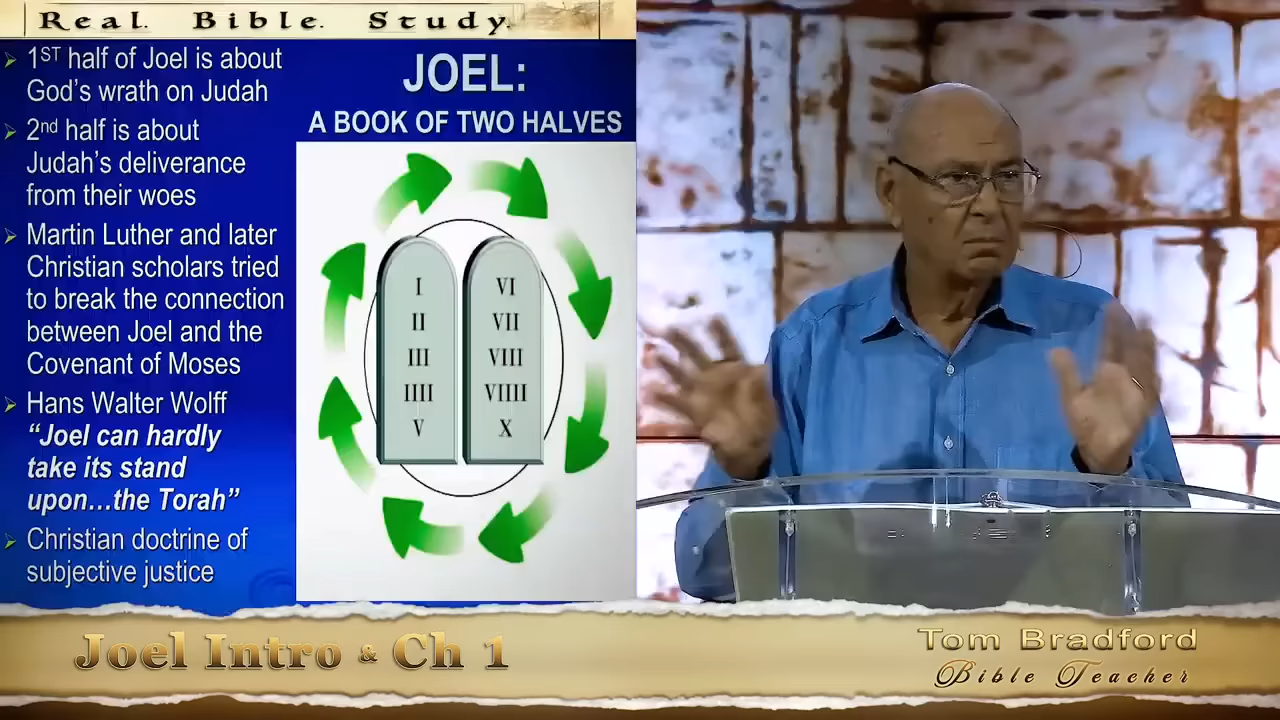 Real. Bible. Study.
1ST half of Joel is about
God's wrath on Judah
2nd half is about
Judah's deliverance
from their woes
Martin Luther and later
Christian scholars tried
to break the connection
between Joel and the
Covenant of Moses
Hans Walter Wolff
“Joel can hardly
take its stand
upon…the Torah”
Christian doctrine of
subjective justice
JOEL:
A BOOK OF TWO HALVES
I
II
III
IIII
V
VI
VII
VIII
VIIII
X
Joel Intro & Ch 1
Tom Bradford
Bible Teacher